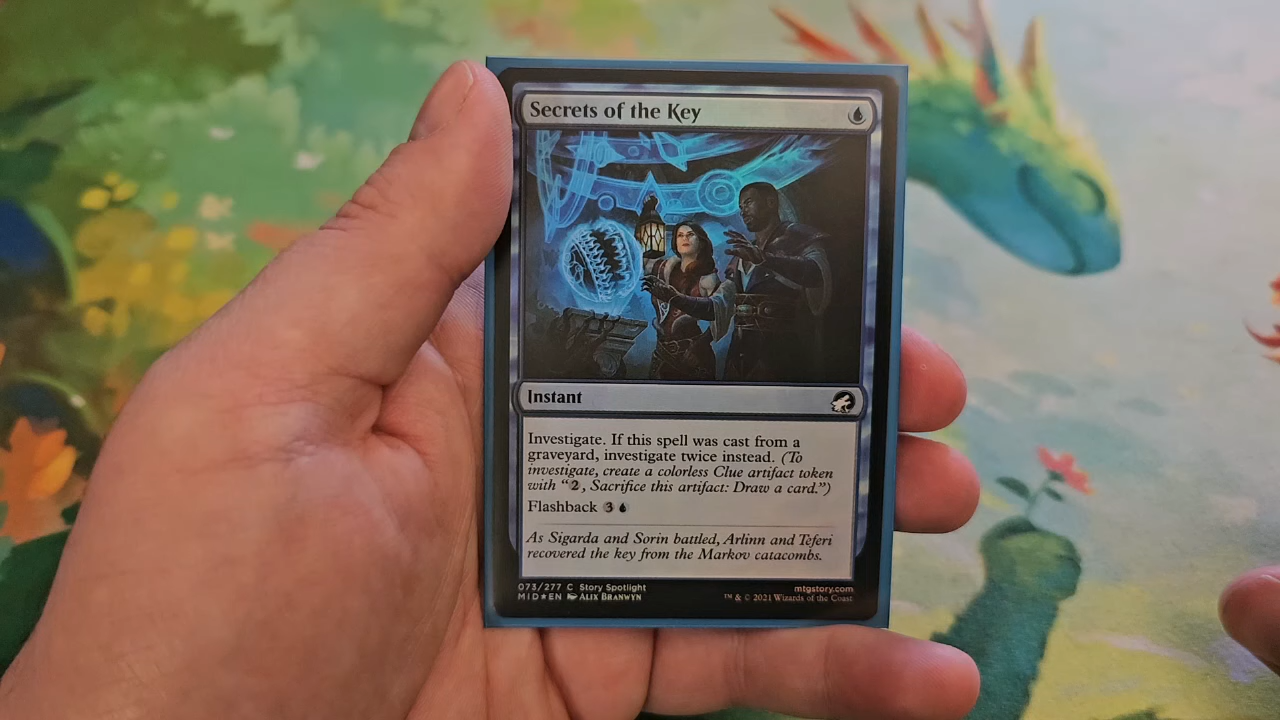 Secrets of the Key
Instant
Investigate. If this spell was cast from a
graveyard, investigate twice instead. (To
investigate, create a colorless Clue artifact token
with “2, Sacrifice this artifact: Draw a card.”)
Flashback 3
As Sigarda and Sorin battled, Arlinn and Teferi
recovered the key from the Markov catacombs.
073/277 C Story Spotlight
MID★EN Alix Branwyn
mtgstory.com
™ & © 2021 Wizards of the Coast